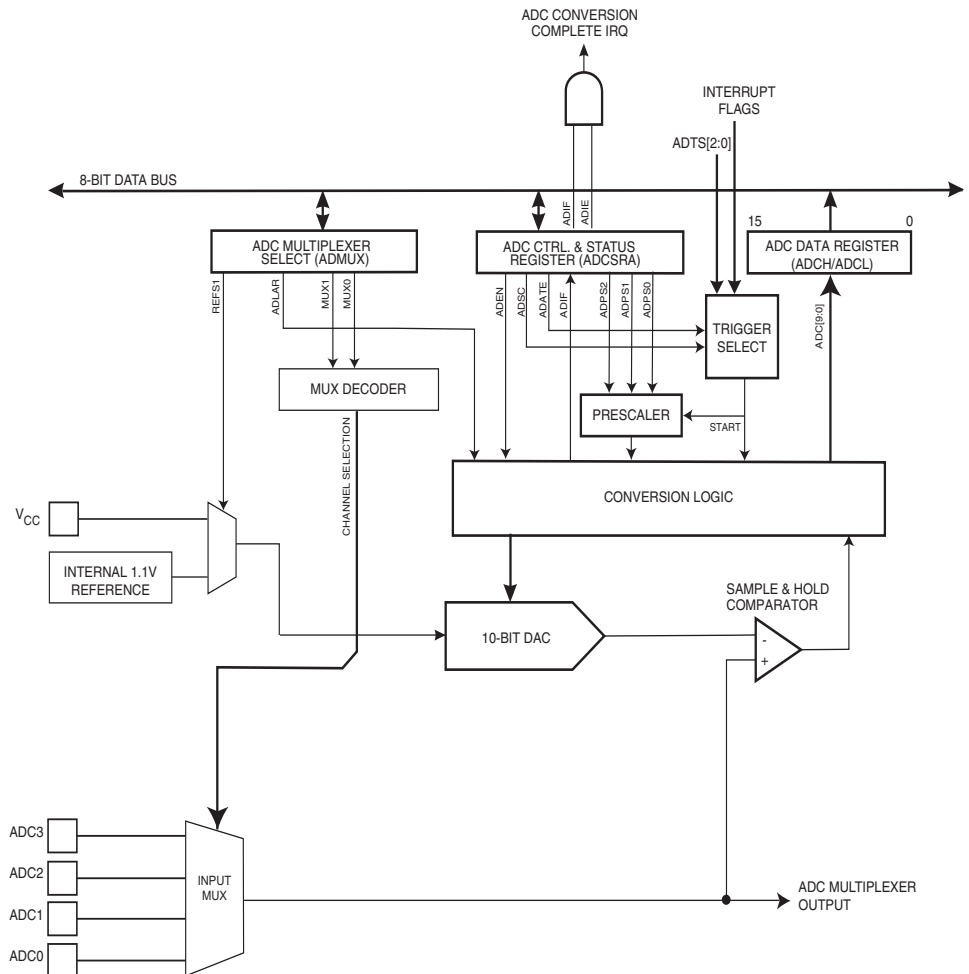 ADC CONVERSION
COMPLETE IRQ
INTERRUPT
FLAGS
ADTS[2:0]
8-BIT DATA BUS
ADIF
ADIE
15
0
ADC MULTIPLEXER
SELECT (ADMUX)
ADC CTRL. & STATUS
REGISTER (ADCSRA)
ADC DATA REGISTER
(ADCH/ADCL)
REFS1
ADLAR
MUX1
MUX0
ADEN
ADSC
ADATE
ADIF
ADPS2
ADPS1
ADPS0
ADC[9:0]
TRIGGER
SELECT
MUX DECODER
PRESCALER
START
CHANNEL SELECTION
CONVERSION LOGIC
VCC
INTERNAL 1.1V
REFERENCE
SAMPLE & HOLD
COMPARATOR
10-BIT DAC
-
+
ADC3
ADC2
ADC1
ADC0
INPUT
MUX
ADC MULTIPLEXER
OUTPUT